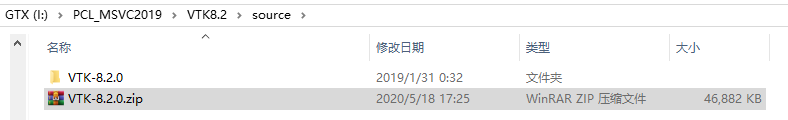 GTX (I:) > PCL_MSVC2019 > VTK8.2 > source >
名称 修改日期 类型 大小
VTK-8.2.0 2019/1/31 0:32 文件夹
VTK-8.2.0.zip 2020/5/18 17:25 WinRAR ZIP 压缩文件 46,882 KB